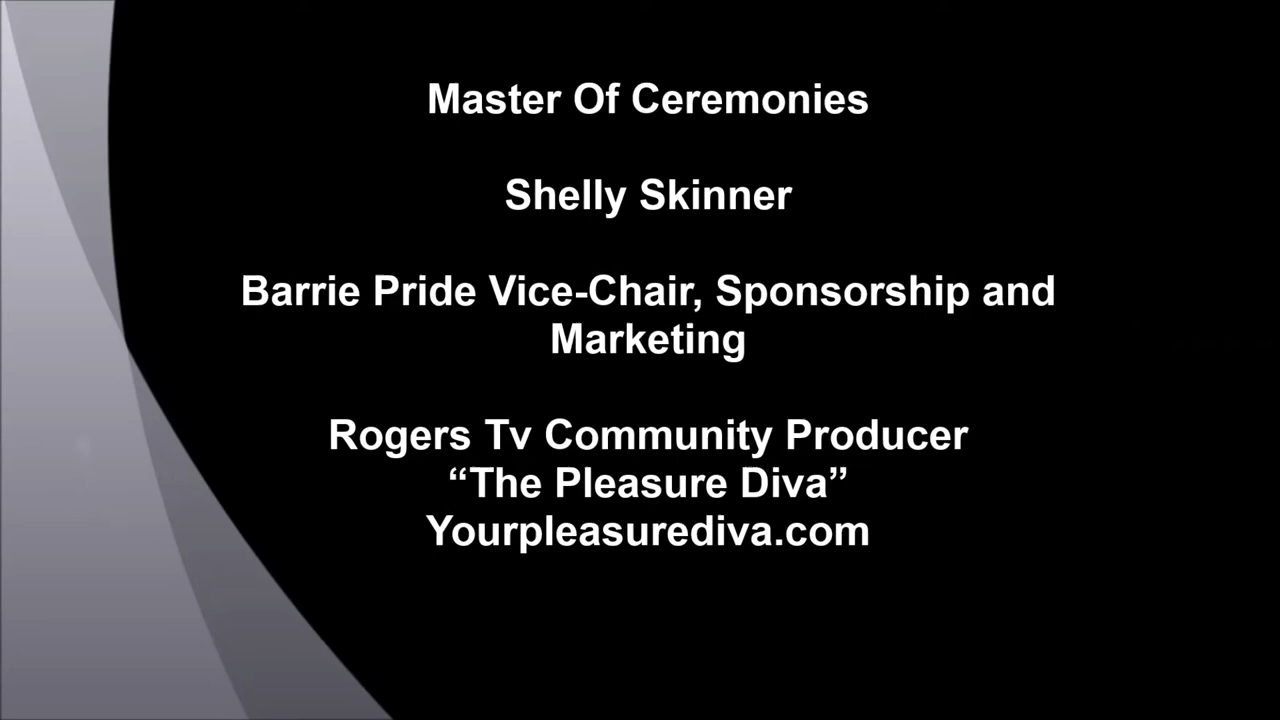 Master Of Ceremonies
Shelly Skinner
Barrie Pride Vice-Chair, Sponsorship and
Marketing
Rogers Tv Community Producer
“The Pleasure Diva”
Yourpleasurediva.com